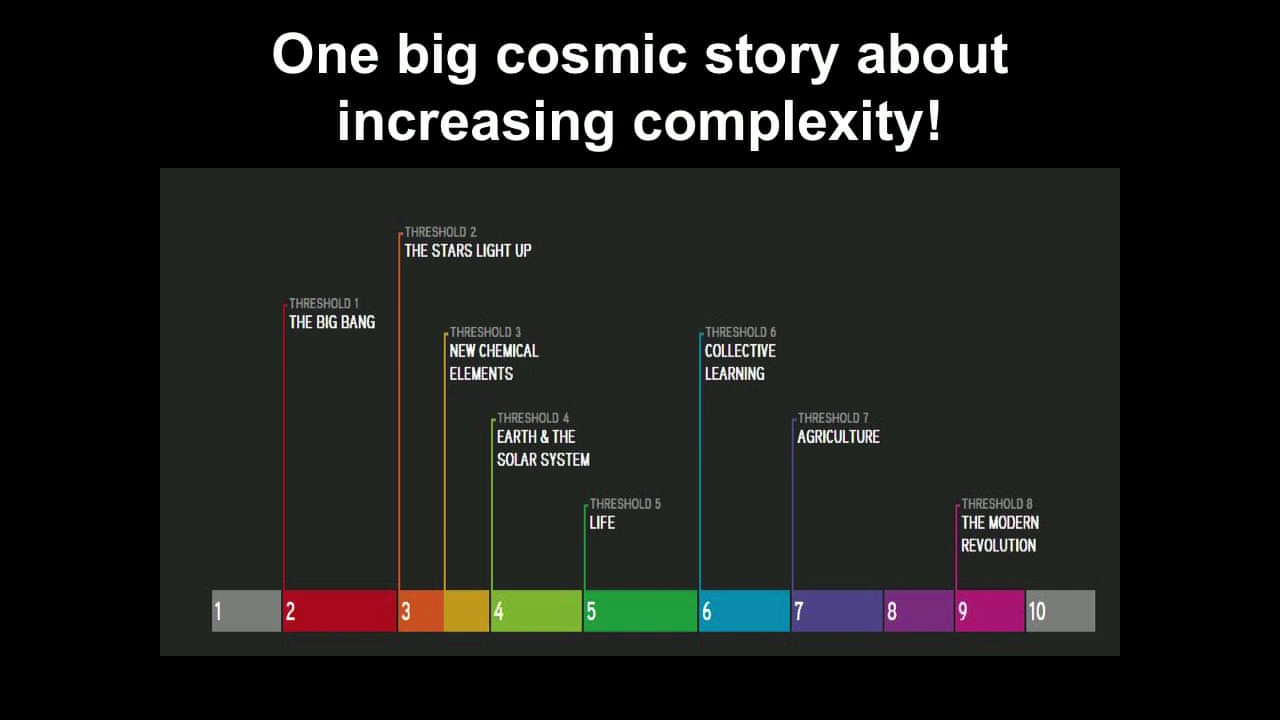 One big cosmic story about
increasing complexity!
THRESHOLD 1
THE BIG BANG
THRESHOLD 2
THE STARS LIGHT UP
THRESHOLD 3
NEW CHEMICAL
ELEMENTS
THRESHOLD 4
EARTH & THE
SOLAR SYSTEM
THRESHOLD 5
LIFE
THRESHOLD 6
COLLECTIVE
LEARNING
THRESHOLD 7
AGRICULTURE
THRESHOLD 8
THE MODERN
REVOLUTION
1 2 3 4 5 6 7 8 9 10